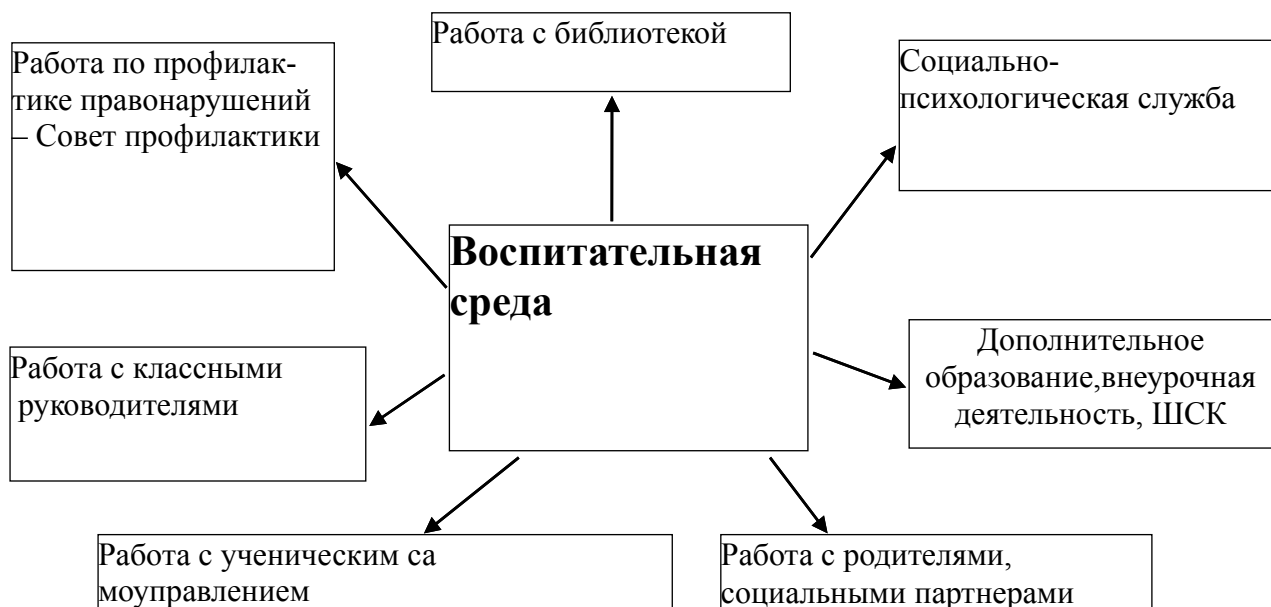 Работа с библиотекой
Работа по профилак-
тике правонарушений
– Совет профилактики
Социально-
психологическая служба
Воспитательная
среда
Работа с классными
руководителями
Дополнительное
образование,внеурочная
деятельность, ШСК
Работа с ученическим са
моуправлением
Работа с родителями,
социальными партнерами